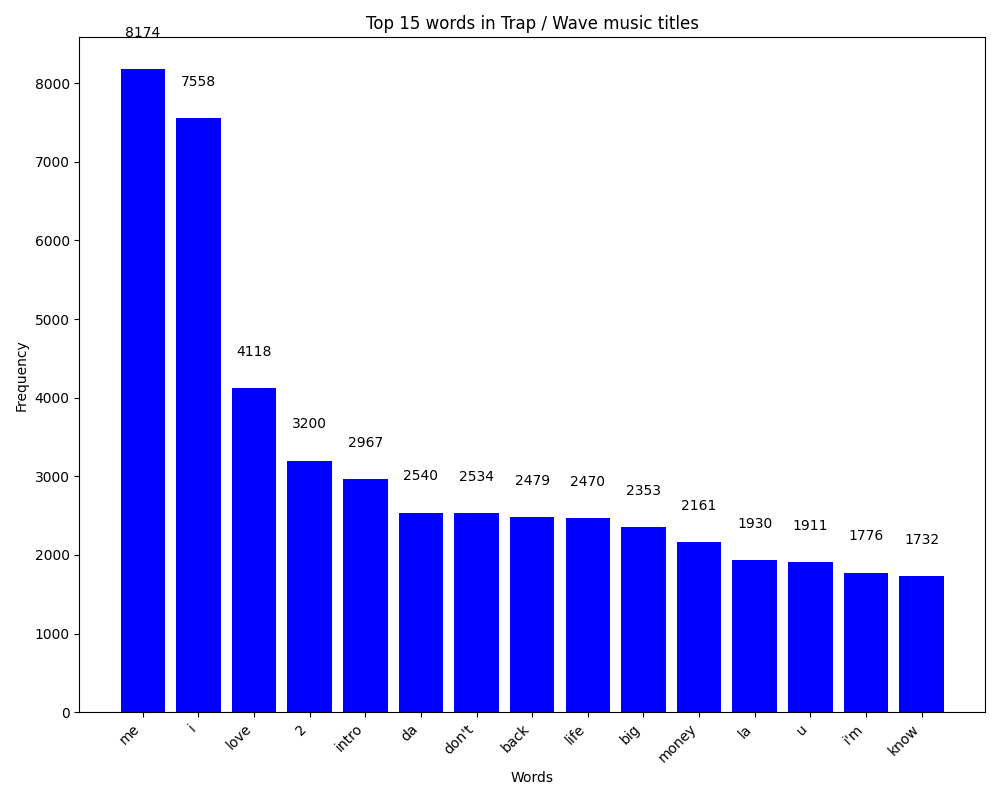 Top 15 words in Trap / Wave music titles
8174
7558
4118
3200
2967
2540
2534
2479
2470
2353
2161
1930
1911
1776
1732
Frequency
8000
7000
6000
5000
4000
3000
2000
1000
0
me
i
love
2
intro
da
don't
back
life
big
money
la
u
i'm
know
Words